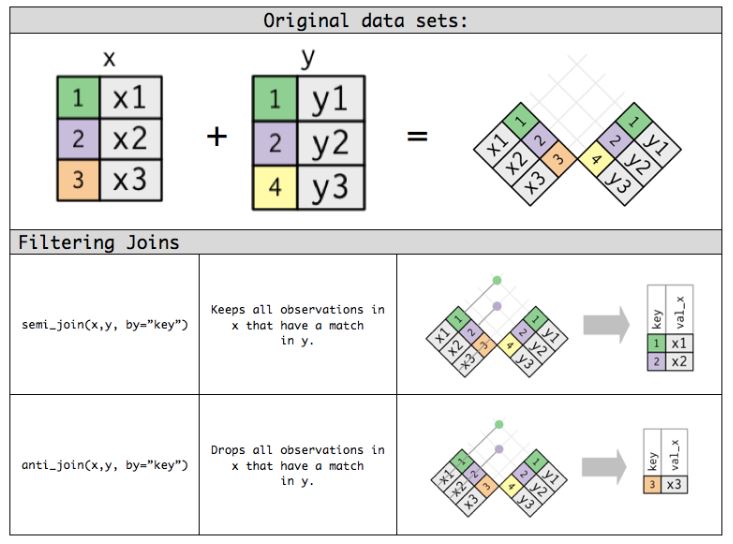 Original data sets:
x
y
1 x1
2 x2
3 x3
+
1 y1
2 y2
4 y3
=
1 x1
2 x2
3 x3
1 y1
2 y2
4 y3
Filtering Joins
semi_join(x,y, by=”key”)
Keeps all observations in
x that have a match
in y.
1 x1
2 x2
3 x3
1 y1
2 y2
4 y3
key val_x
1 x1
2 x2
anti_join(x,y, by=”key”)
Drops all observations in
x that have a match
in y.
1 x1
2 x2
3 x3
1 y1
2 y2
4 y3
key val_x
3 x3